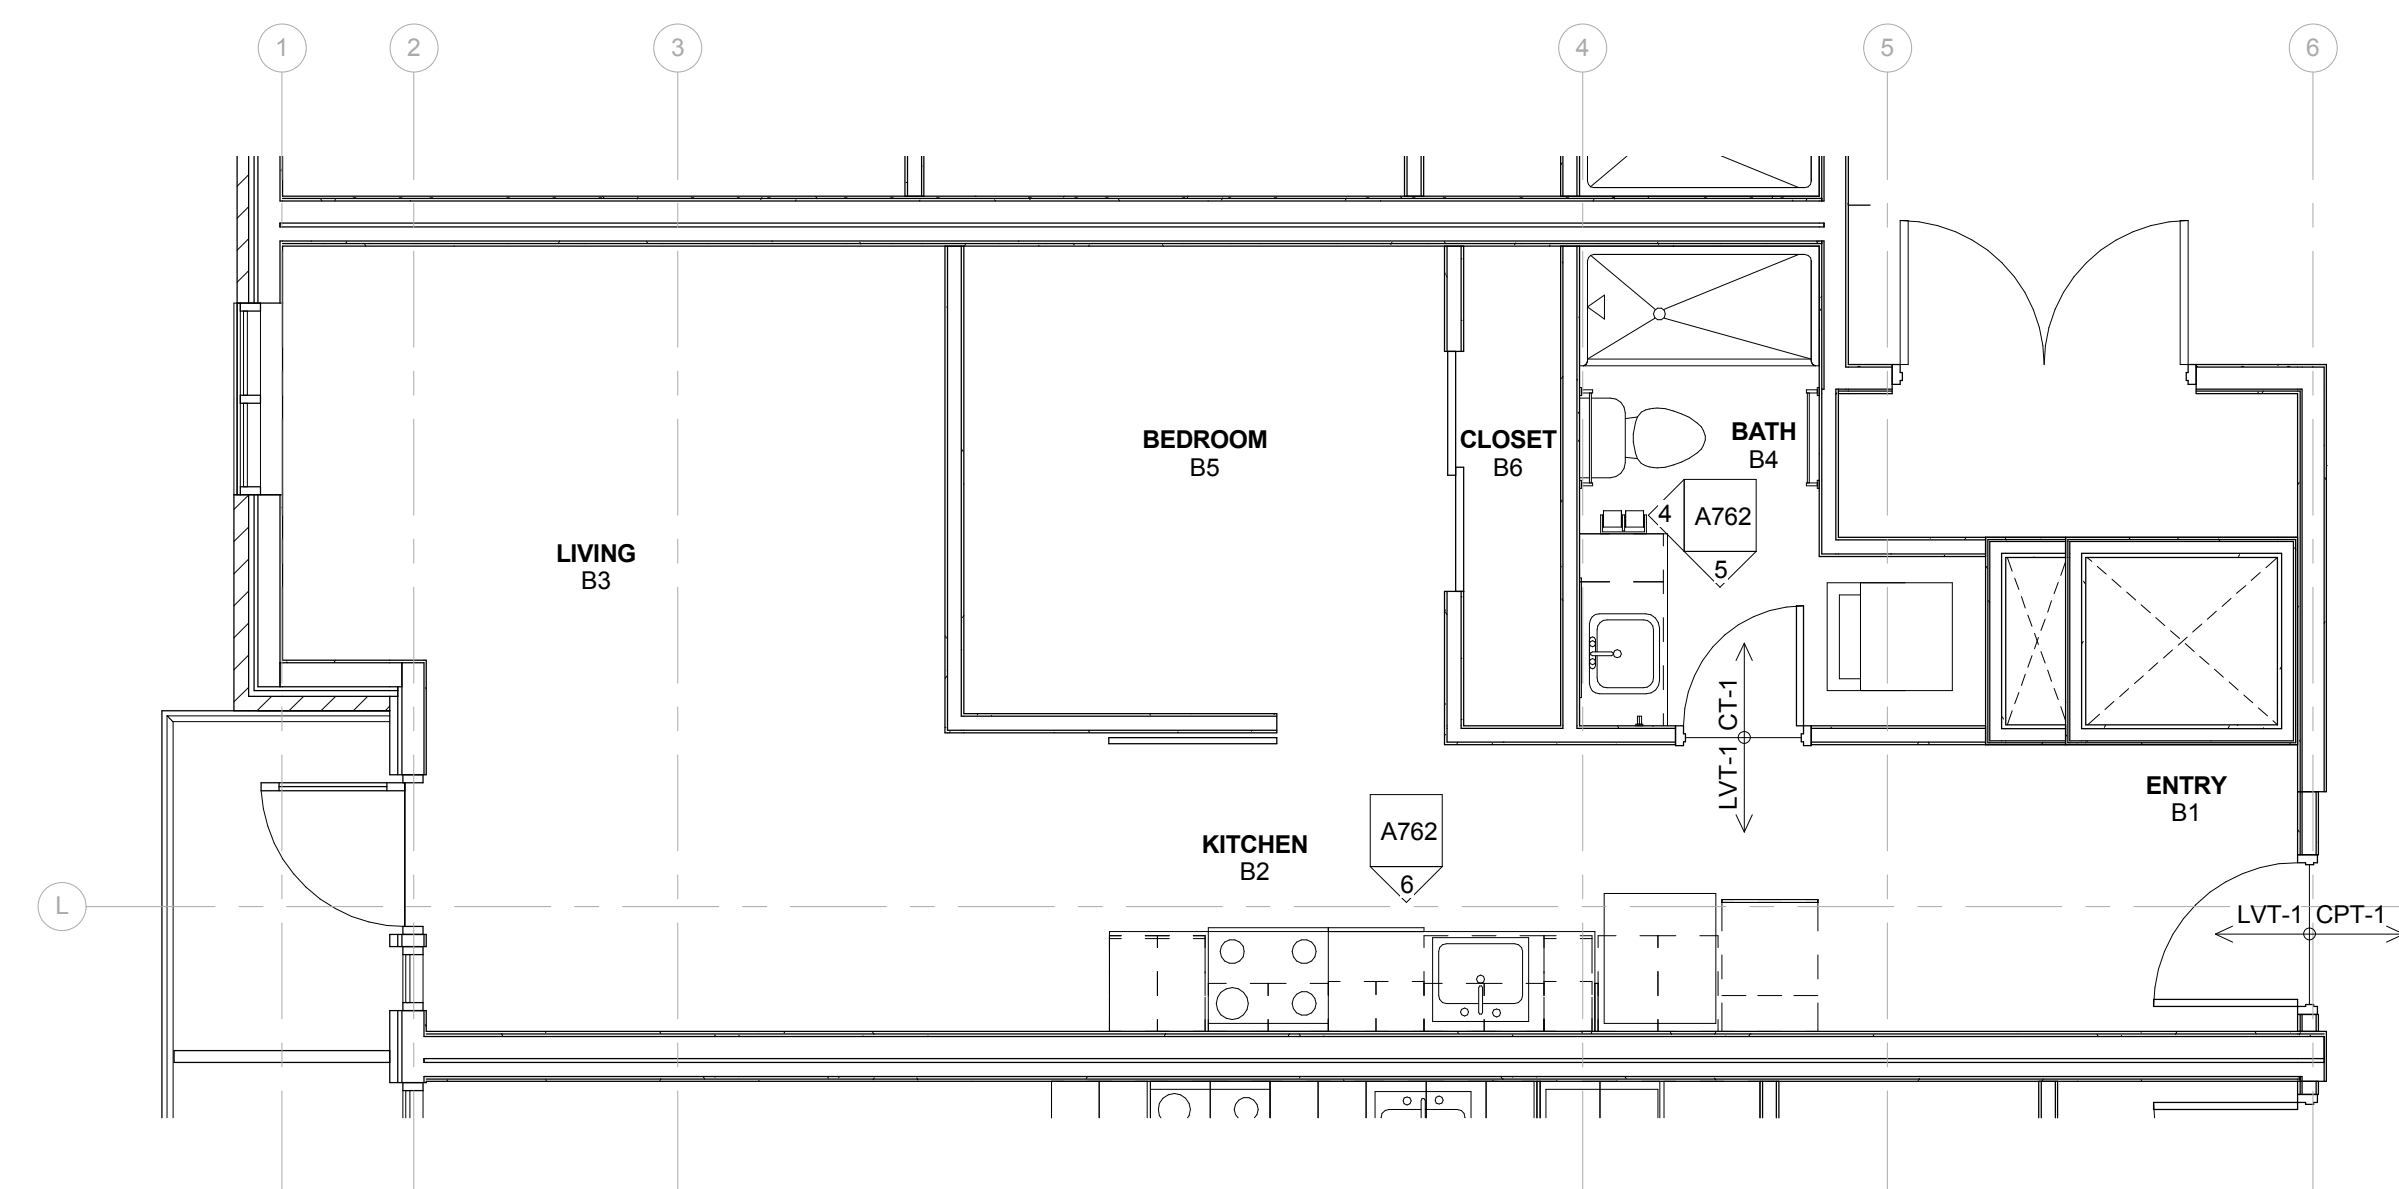 1
2
3
4
5
6
BATH
B4
BEDROOM
B5
CLOSET
B6
4
A762
5
LIVING
B3
LVT-1
CT-1
ENTRY
B1
KITCHEN
B2
A762
6
L
LVT-1
CPT-1